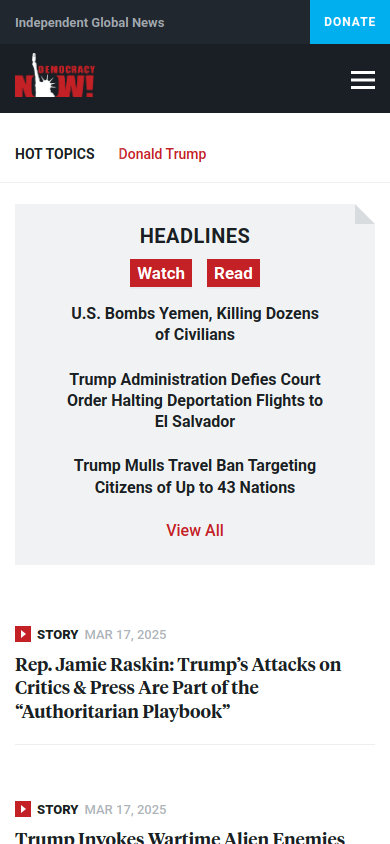 Independent Global News
DONATE
DEMOCRACY
NOW!
HOT TOPICS
Donald Trump
HEADLINES
Watch
Read
U.S. Bombs Yemen, Killing Dozens
of Civilians
Trump Administration Defies Court
Order Halting Deportation Flights to
El Salvador
Trump Mulls Travel Ban Targeting
Citizens of Up to 43 Nations
View All
STORY MAR 17, 2025
Rep. Jamie Raskin: Trump’s Attacks on
Critics & Press Are Part of the
“Authoritarian Playbook”
STORY MAR 17, 2025
Trump Invokes Wartime Alien Enemies